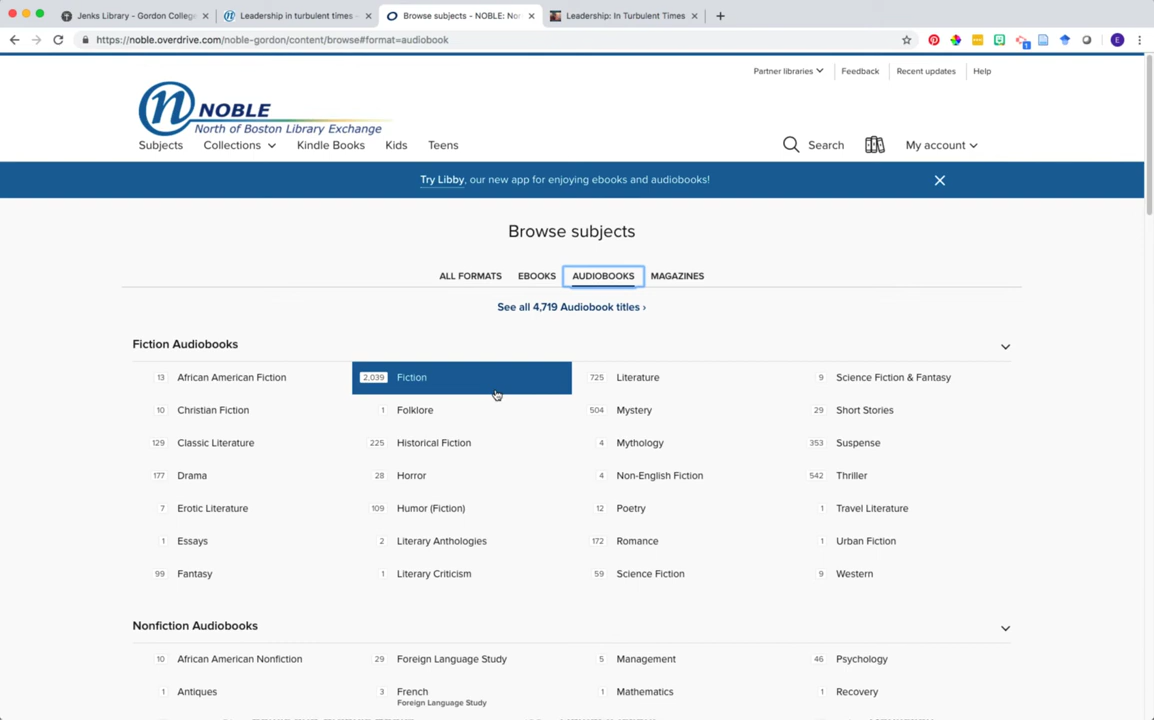 Jenks Library - Gordon College
Leadership in turbulent times -
Browse subjects - NOBLE: Nor
Leadership: In Turbulent Times
https://noble.overdrive.com/noble-gordon/content/browse#format=audiobook
1
E
Partner libraries
Feedback
Recent updates
Help
n NOBLE
North of Boston Library Exchange
Subjects
Collections
Kindle Books
Kids
Teens
Search
My account
Try Libby, our new app for enjoying ebooks and audiobooks!
Browse subjects
ALL FORMATS
EBOOKS
AUDIOBOOKS
MAGAZINES
See all 4,719 Audiobook titles ›
Fiction Audiobooks
13 African American Fiction
2,039 Fiction
725 Literature
9 Science Fiction & Fantasy
10 Christian Fiction
1 Folklore
504 Mystery
29 Short Stories
129 Classic Literature
225 Historical Fiction
4 Mythology
353 Suspense
177 Drama
28 Horror
4 Non-English Fiction
542 Thriller
7 Erotic Literature
109 Humor (Fiction)
12 Poetry
1 Travel Literature
1 Essays
2 Literary Anthologies
172 Romance
1 Urban Fiction
99 Fantasy
1 Literary Criticism
59 Science Fiction
9 Western
Nonfiction Audiobooks
10 African American Nonfiction
29 Foreign Language Study
5 Management
46 Psychology
1 Antiques
3 French
Foreign Language Study
1 Mathematics
1 Recovery